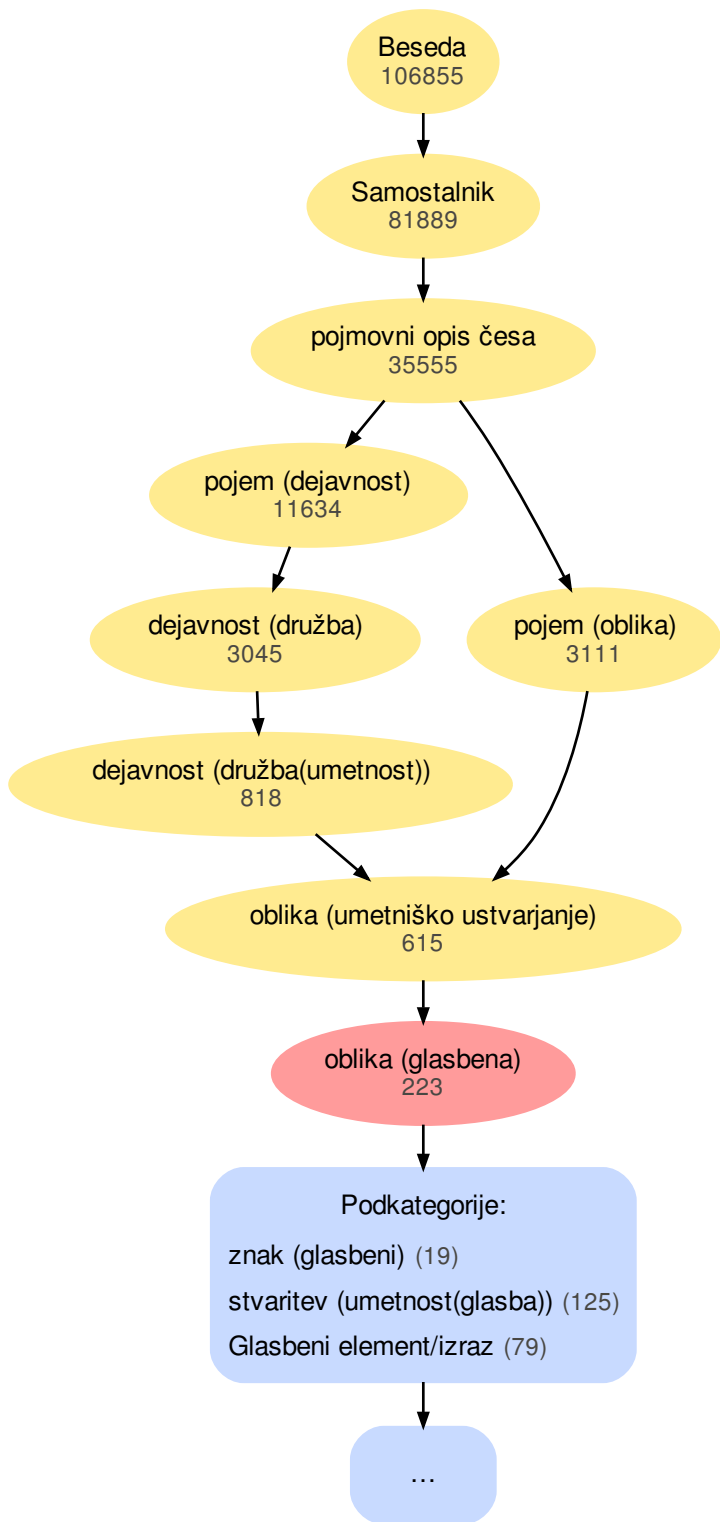 Beseda
106855
Samostalnik
81889
pojmovni opis česa
35555
pojem (dejavnost)
11634
dejavnost (družba)
3045
pojem (oblika)
3111
dejavnost (družba(umetnost))
818
oblika (umetniško ustvarjanje)
615
oblika (glasbena)
223
Podkategorije:
znak (glasbeni) (19)
stvaritev (umetnost(glasba)) (125)
Glasbeni element/izraz (79)
…